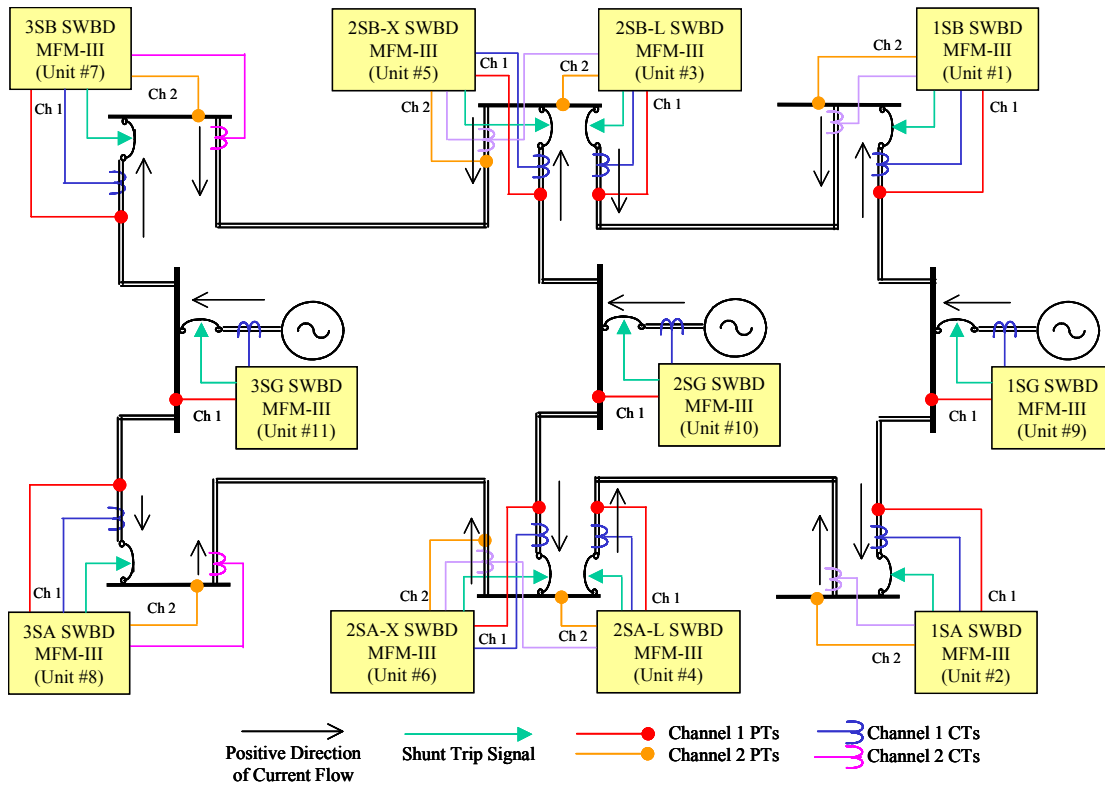 3SB SWBD
MFM-III
(Unit #7)
Ch 1
Ch 2
2SB-X SWBD
MFM-III
(Unit #5)
Ch 1
Ch 2
2SB-L SWBD
MFM-III
(Unit #3)
Ch 2
Ch 1
1SB SWBD
MFM-III
(Unit #1)
Ch 2
Ch 1
3SG SWBD
MFM-III
(Unit #11)
Ch 1
2SG SWBD
MFM-III
(Unit #10)
Ch 1
1SG SWBD
MFM-III
(Unit #9)
Ch 1
3SA SWBD
MFM-III
(Unit #8)
Ch 1
Ch 2
2SA-X SWBD
MFM-III
(Unit #6)
Ch 2
Ch 1
2SA-L SWBD
MFM-III
(Unit #4)
Ch 1
Ch 2
1SA SWBD
MFM-III
(Unit #2)
Ch 1
Ch 2
Positive Direction
of Current Flow
Shunt Trip Signal
Channel 1 PTs
Channel 2 PTs
Channel 1 CTs
Channel 2 CTs